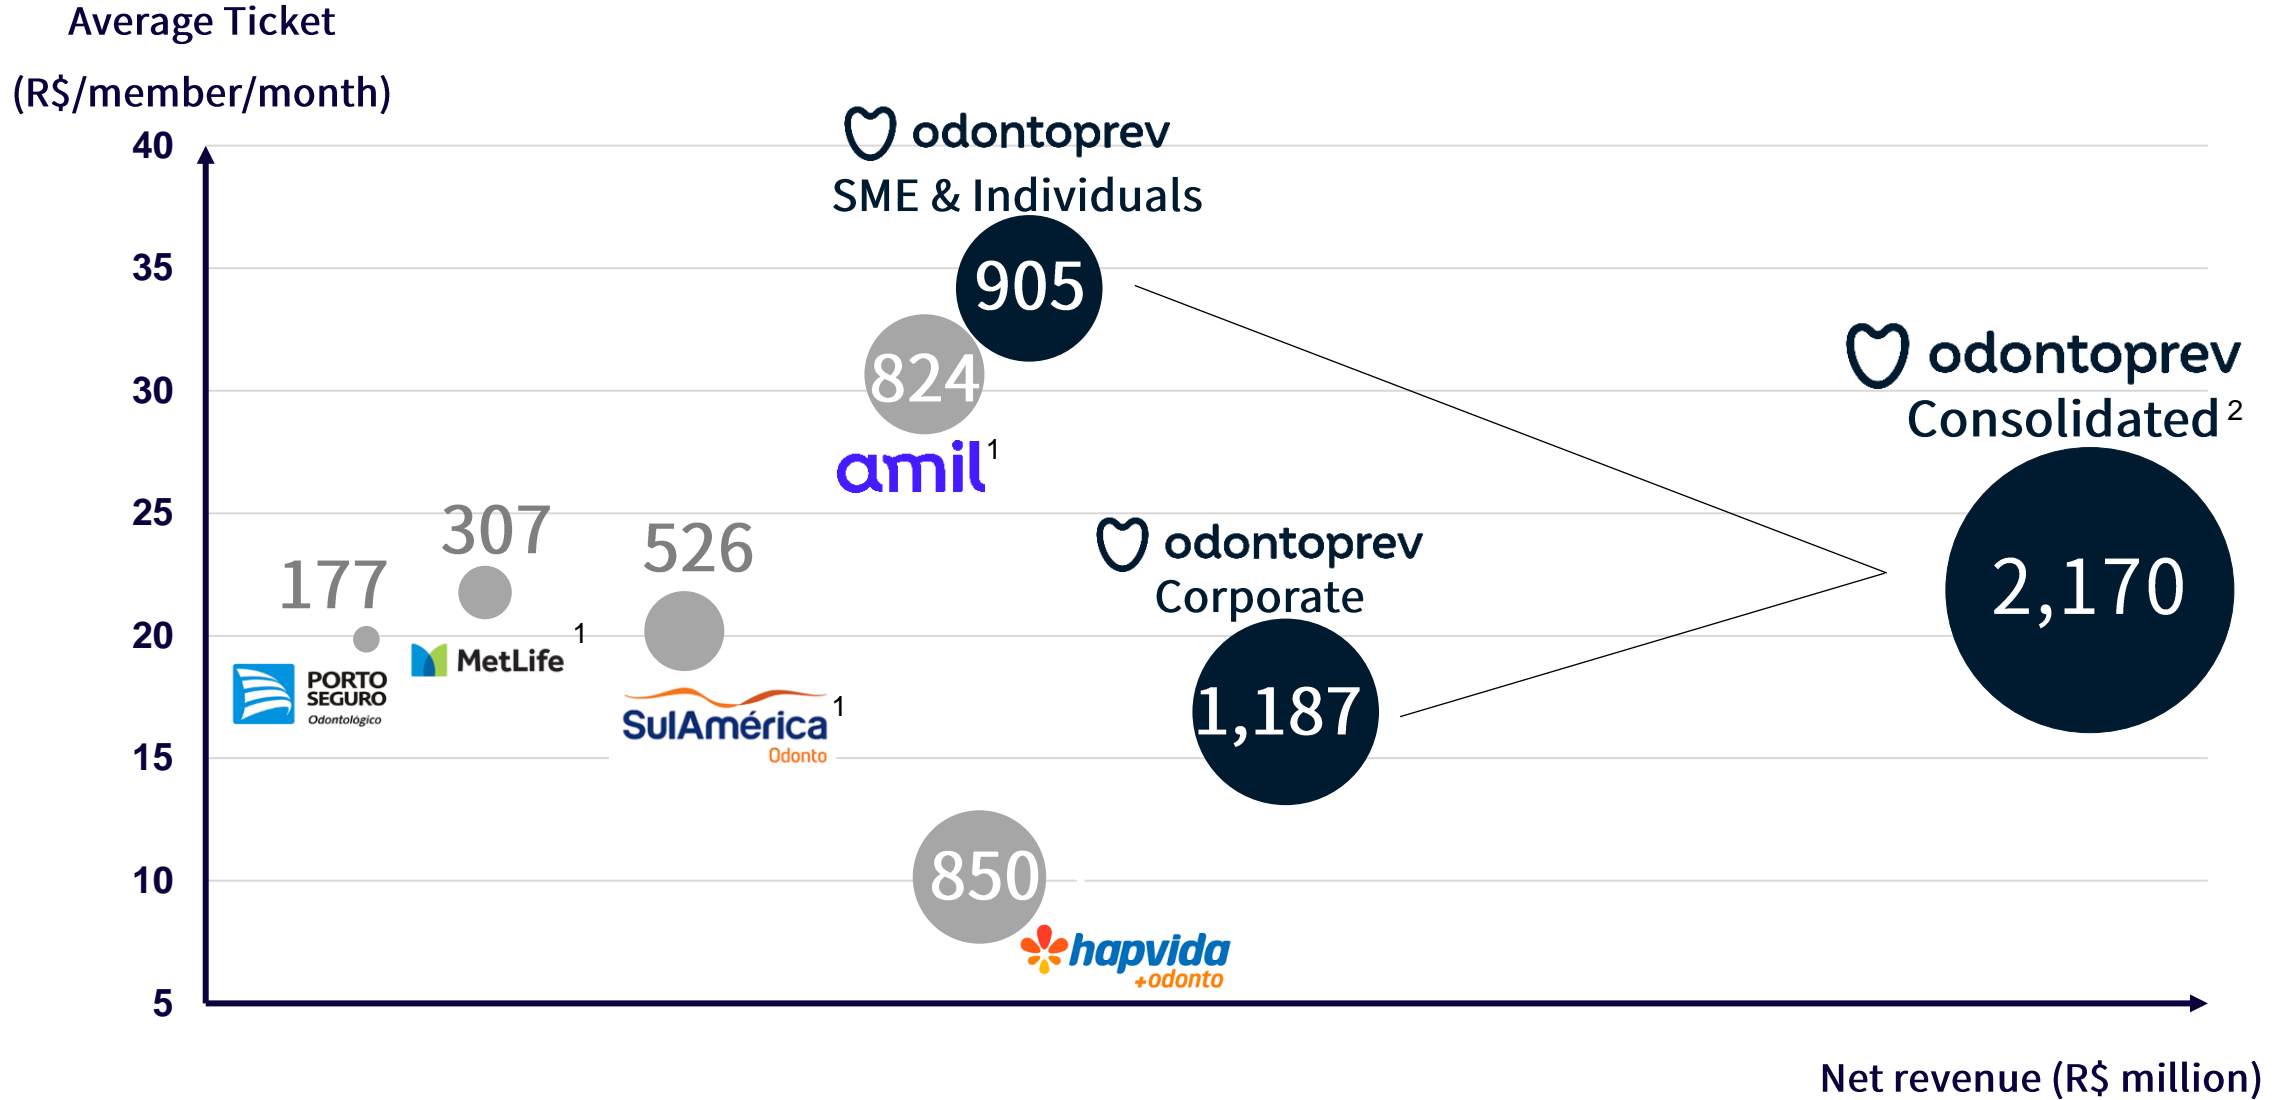 Average Ticket
(R$/member/month)
40
35
30
25
20
15
10
5
odontoprev
SME & Individuals
905
824
amil 1
odontoprev
Consolidated 2
2,170
307
MetLife 1
177
PORTO
SEGURO
Odontológico
526
SulAmérica 1
Odonto
odontoprev
Corporate
1,187
850
hapvida
+odonto
Net revenue (R$ million)